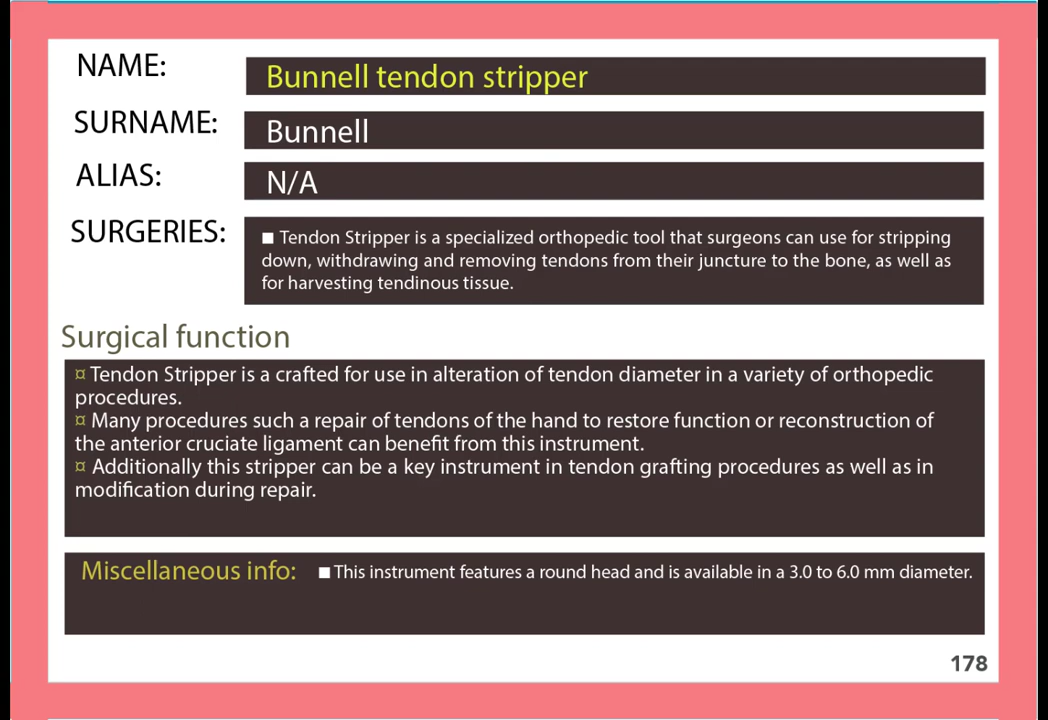 NAME:
Bunnell tendon stripper
SURNAME:
Bunnell
ALIAS:
N/A
SURGERIES:
■ Tendon Stripper is a specialized orthopedic tool that surgeons can use for stripping
down, withdrawing and removing tendons from their juncture to the bone, as well as
for harvesting tendinous tissue.
Surgical function
¤ Tendon Stripper is a crafted for use in alteration of tendon diameter in a variety of orthopedic
procedures.
¤ Many procedures such a repair of tendons of the hand to restore function or reconstruction of
the anterior cruciate ligament can benefit from this instrument.
¤ Additionally this stripper can be a key instrument in tendon grafting procedures as well as in
modification during repair.
Miscellaneous info: ■ This instrument features a round head and is available in a 3.0 to 6.0 mm diameter.
178